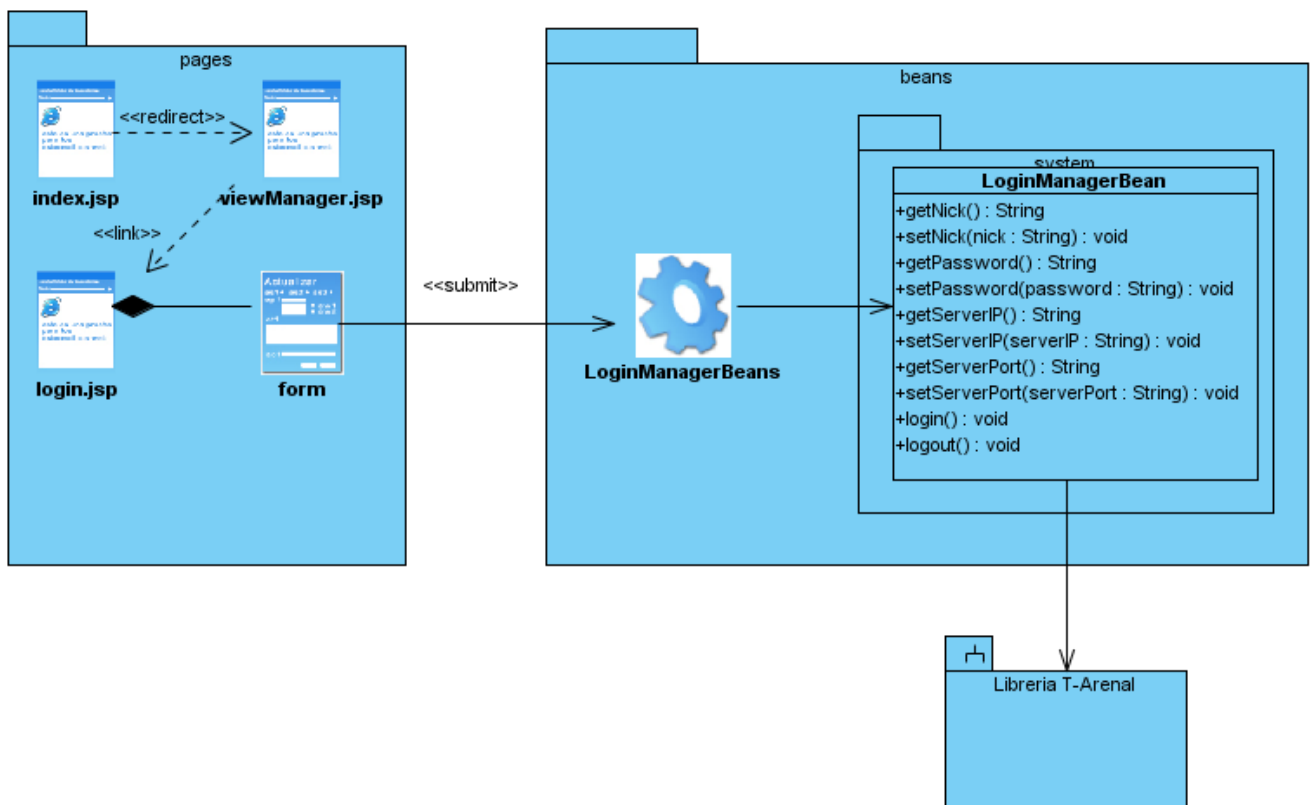 pages
<<redirect>>
index.jsp
viewManager.jsp
<<link>>
login.jsp
Actualizar
form
<<submit>>
beans
LoginManagerBeans
system
LoginManagerBean
+getNick() : String
+setNick(nick : String) : void
+getPassword() : String
+setPassword(password : String) : void
+getServerIP() : String
+setServerIP(serverIP : String) : void
+getServerPort() : String
+setServerPort(serverPort : String) : void
+login() : void
+logout() : void
Libreria T-Arenal